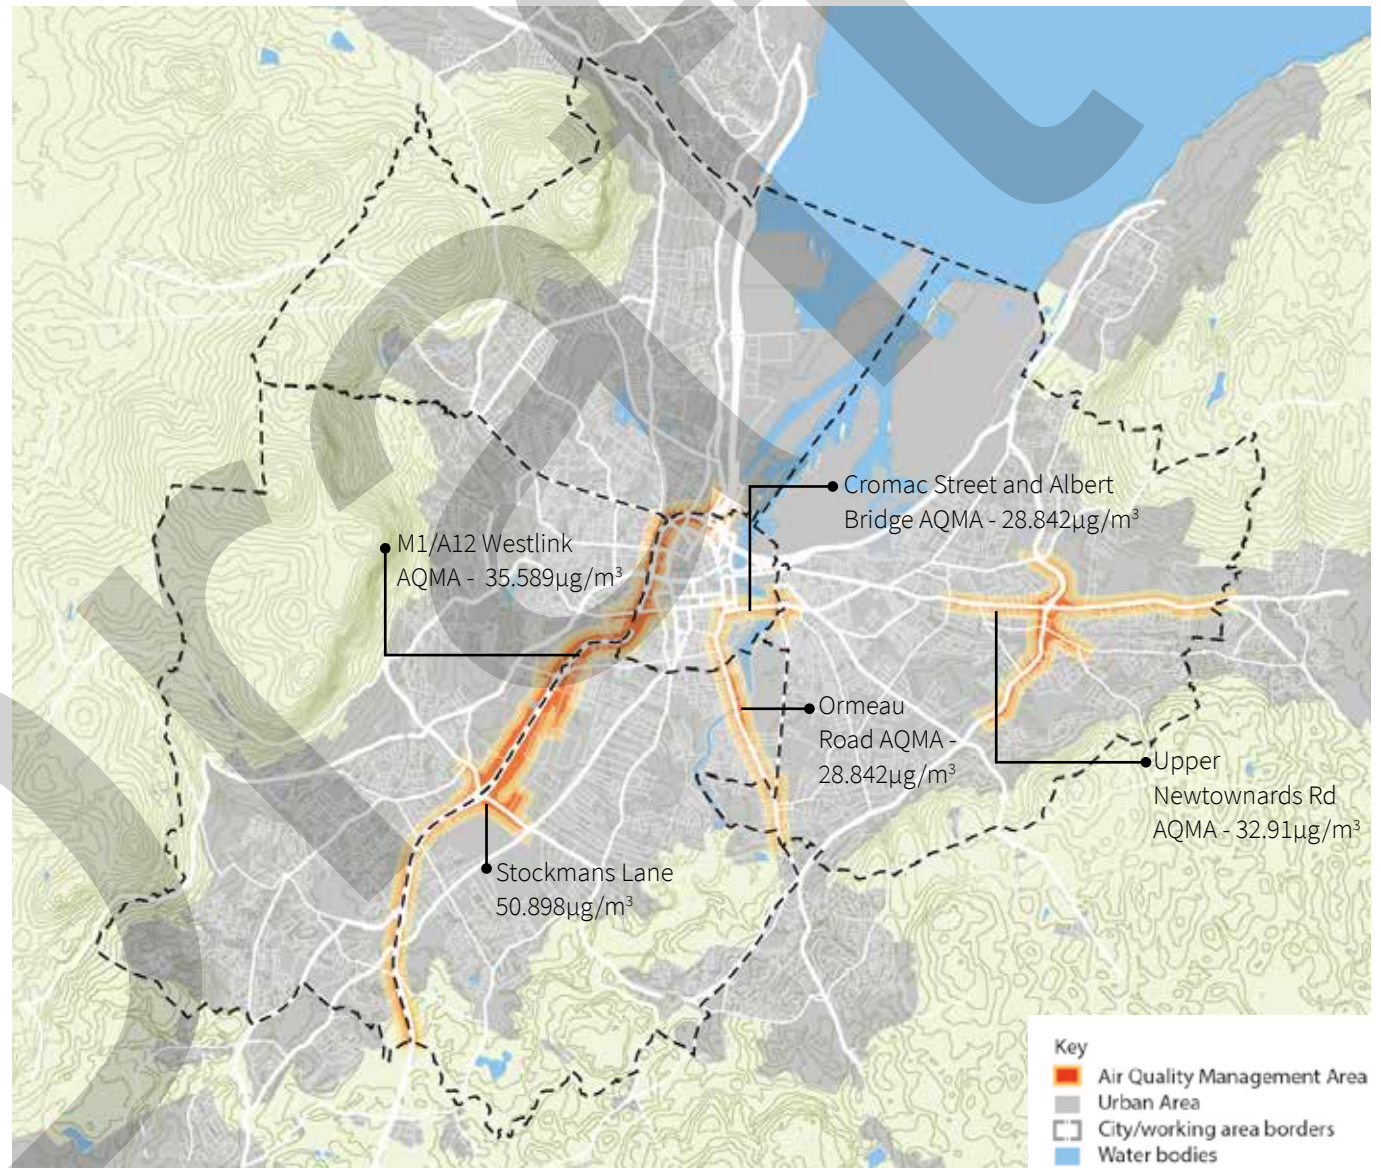 Cromac Street and Albert
Bridge AQMA - 28.842µg/m³
M1/A12 Westlink
AQMA - 35.589µg/m³
Ormeau
Road AQMA -
28.842µg/m³
Upper
Newtownards Rd
AQMA - 32.91µg/m³
Stockmans Lane
50.898µg/m³
Key
Air Quality Management Area
Urban Area
City/working area borders
Water bodies